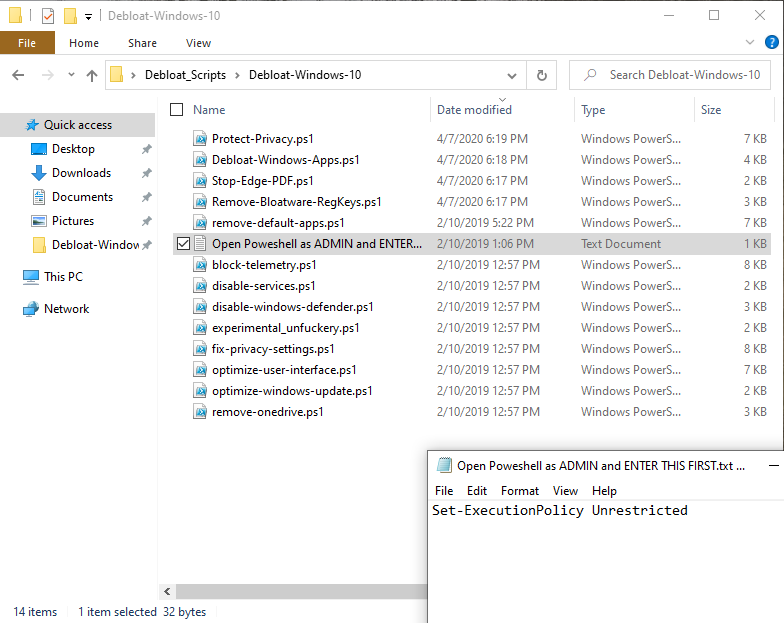 Debloat-Windows-10
File Home Share View
Debloat_Scripts > Debloat-Windows-10
Search Debloat-Windows-10
Quick access
Desktop
Downloads
Documents
Pictures
Debloat-Window
This PC
Network
Name Date modified Type Size
Protect-Privacy.ps1 4/7/2020 6:19 PM Windows PowerS... 7 KB
Debloat-Windows-Apps.ps1 4/7/2020 6:18 PM Windows PowerS... 4 KB
Stop-Edge-PDF.ps1 4/7/2020 6:17 PM Windows PowerS... 2 KB
Remove-Bloatware-RegKeys.ps1 4/7/2020 6:17 PM Windows PowerS... 3 KB
remove-default-apps.ps1 2/10/2019 5:22 PM Windows PowerS... 7 KB
Open Poweshell as ADMIN and ENTER... 2/10/2019 1:06 PM Text Document 1 KB
block-telemetry.ps1 2/10/2019 12:57 PM Windows PowerS... 8 KB
disable-services.ps1 2/10/2019 12:57 PM Windows PowerS... 2 KB
disable-windows-defender.ps1 2/10/2019 12:57 PM Windows PowerS... 3 KB
experimental_unfuckery.ps1 2/10/2019 12:57 PM Windows PowerS... 2 KB
fix-privacy-settings.ps1 2/10/2019 12:57 PM Windows PowerS... 8 KB
optimize-user-interface.ps1 2/10/2019 12:57 PM Windows PowerS... 7 KB
optimize-windows-update.ps1 2/10/2019 12:57 PM Windows PowerS... 2 KB
remove-onedrive.ps1 2/10/2019 12:57 PM Windows PowerS... 3 KB
Open Poweshell as ADMIN and ENTER THIS FIRST.txt ...
File Edit Format View Help
Set-ExecutionPolicy Unrestricted
14 items 1 item selected 32 bytes